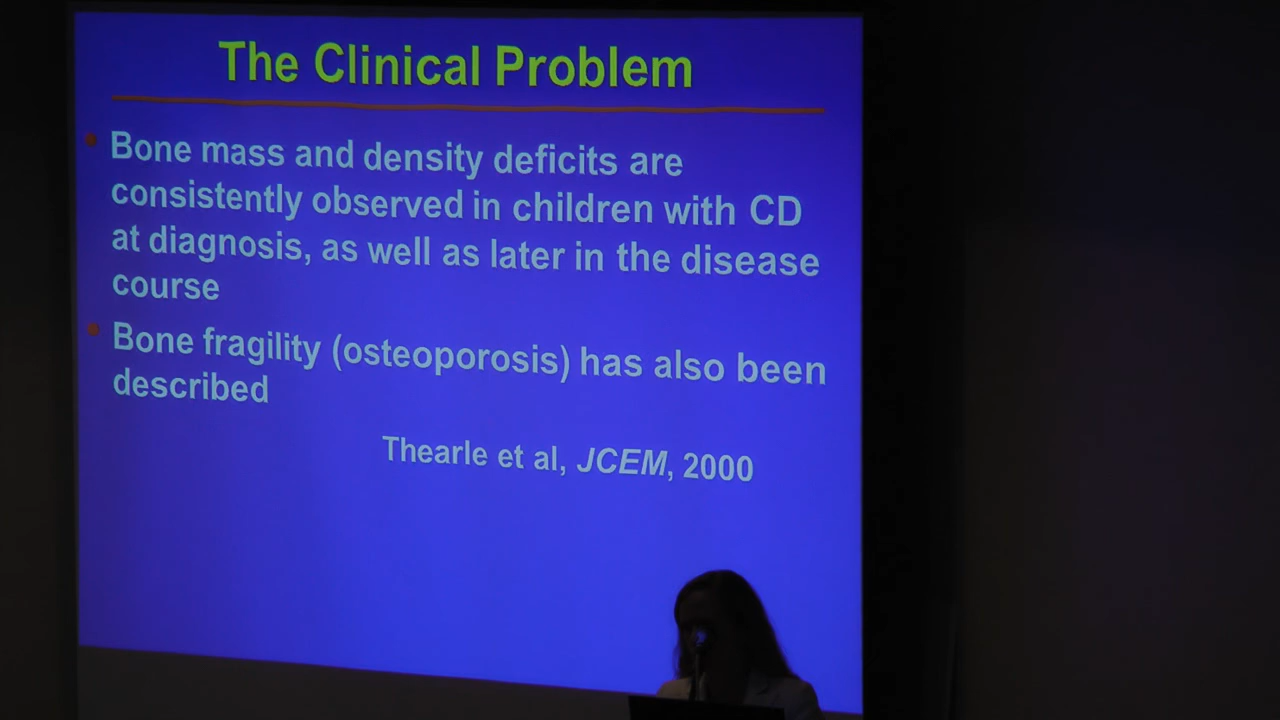 The Clinical Problem
Bone mass and density deficits are
consistently observed in children with CD
at diagnosis, as well as later in the disease
course
Bone fragility (osteoporosis) has also been
described
Thearle et al, JCEM, 2000